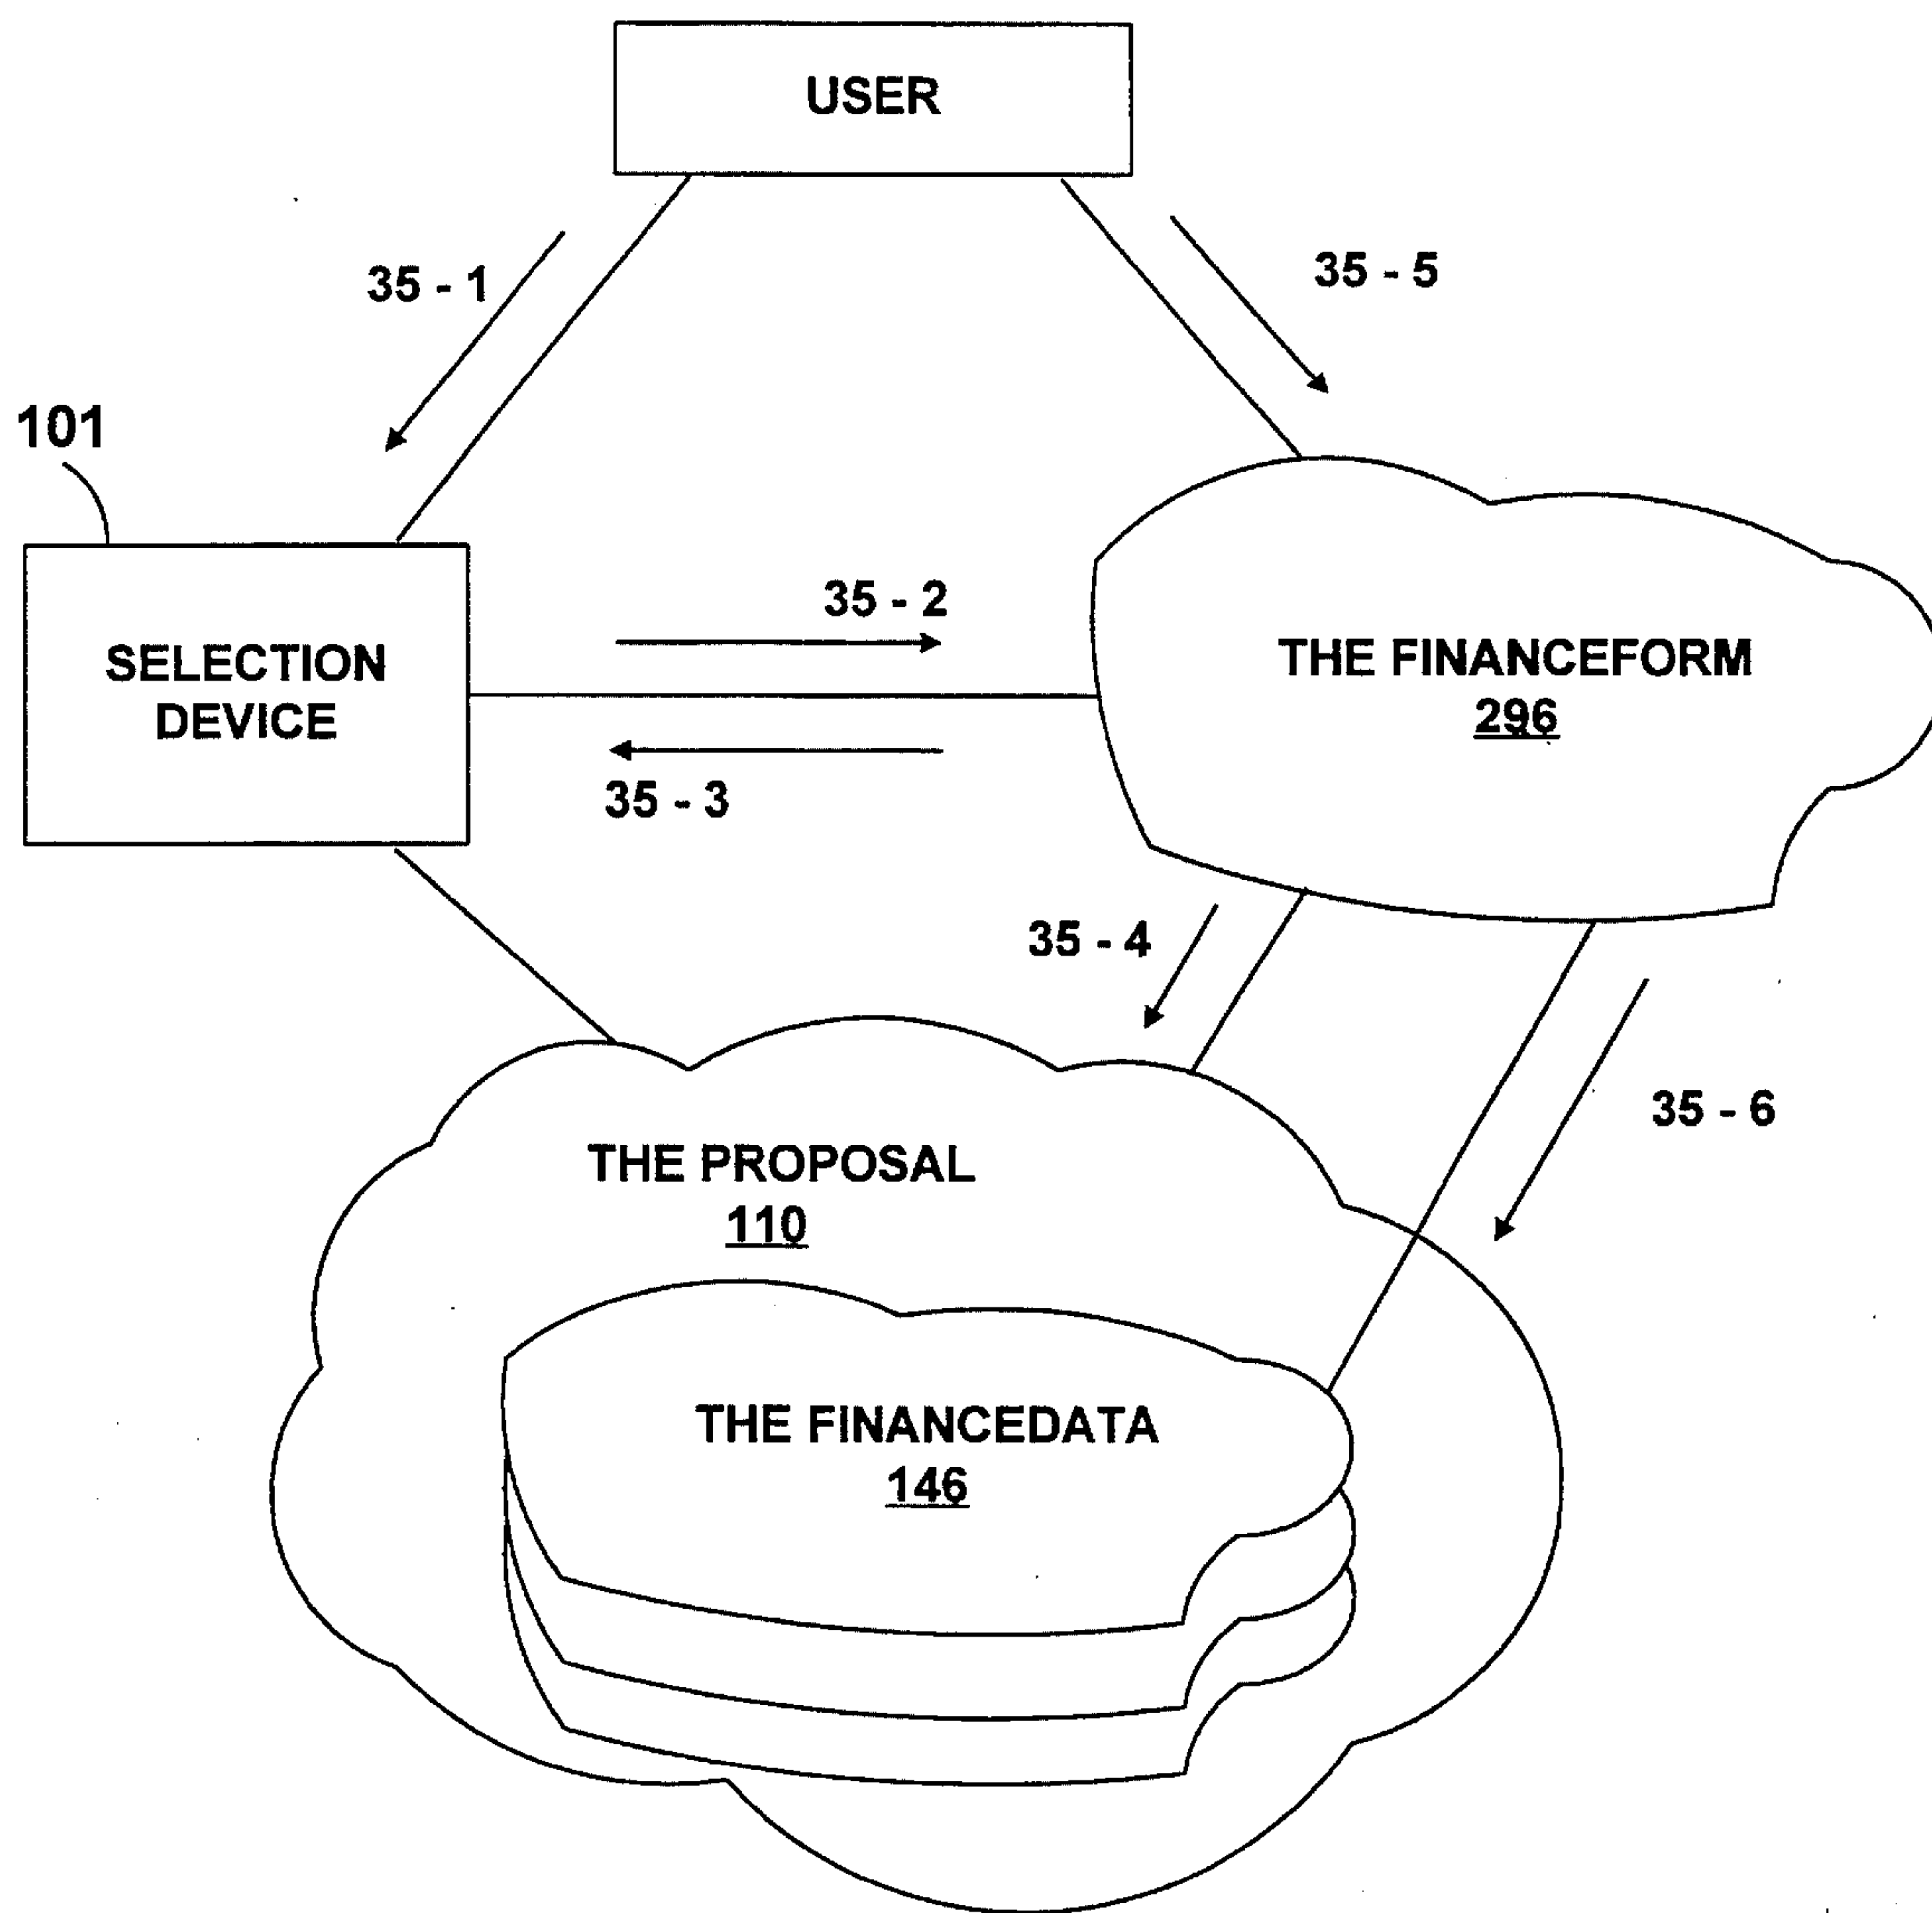 USER
35 - 1
35 - 5
101
35 - 2
SELECTION
DEVICE
THE FINANCEFORM
296
35 - 3
35 - 4
35 - 6
THE PROPOSAL
110
THE FINANCEDATA
146